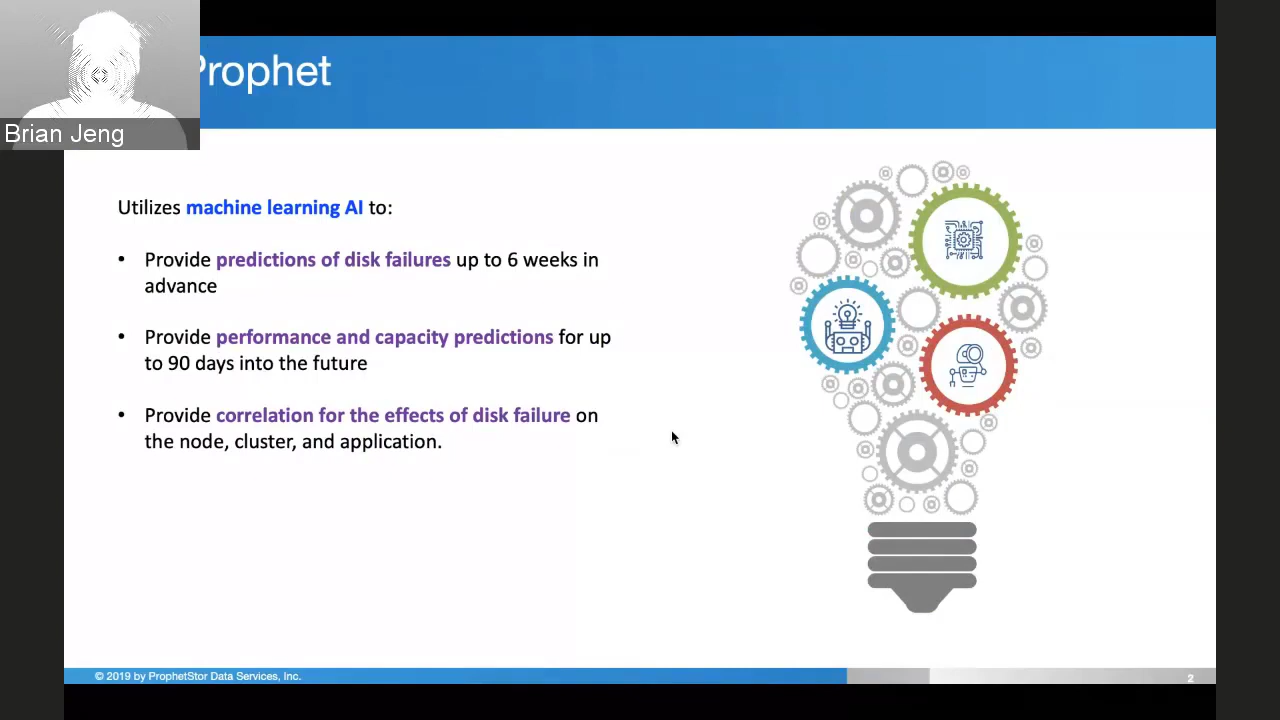 Prophet
Brian Jeng
Utilizes machine learning AI to:
• Provide predictions of disk failures up to 6 weeks in
advance
• Provide performance and capacity predictions for up
to 90 days into the future
• Provide correlation for the effects of disk failure on
the node, cluster, and application.
© 2019 by ProphetStor Data Services, Inc.
2